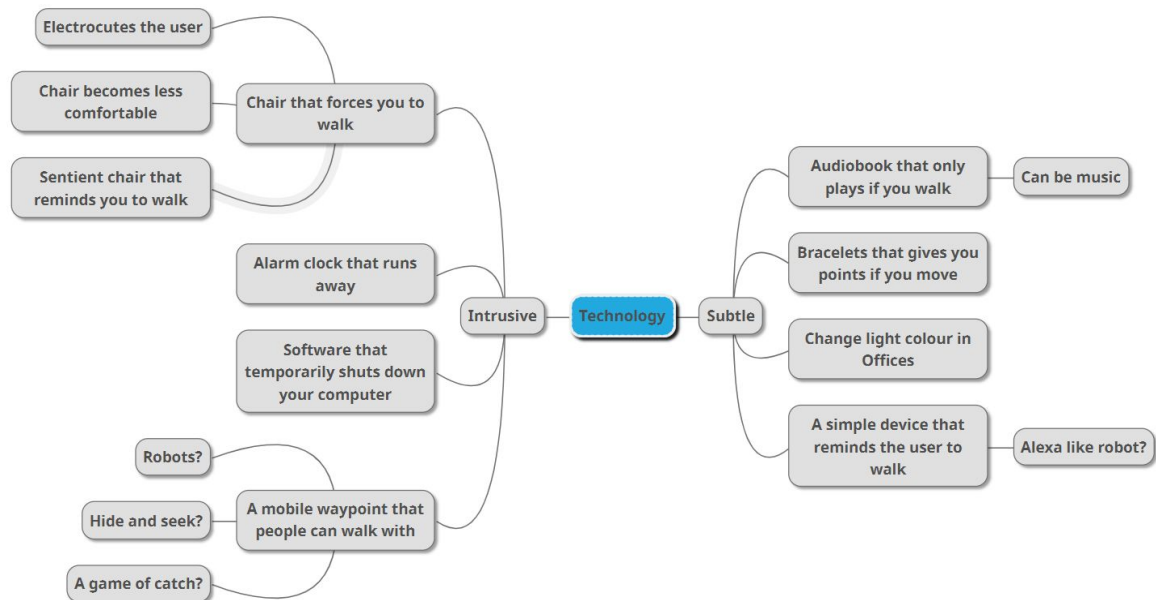 Electrocutes the user
Chair becomes less
comfortable
Sentient chair that
reminds you to walk
Chair that forces you to
walk
Alarm clock that runs
away
Software that
temporarily shuts down
your computer
Robots?
Hide and seek?
A game of catch?
A mobile waypoint that
people can walk with
Intrusive
Technology
Subtle
Audiobook that only
plays if you walk
Can be music
Bracelets that gives you
points if you move
Change light colour in
Offices
A simple device that
reminds the user to
walk
Alexa like robot?